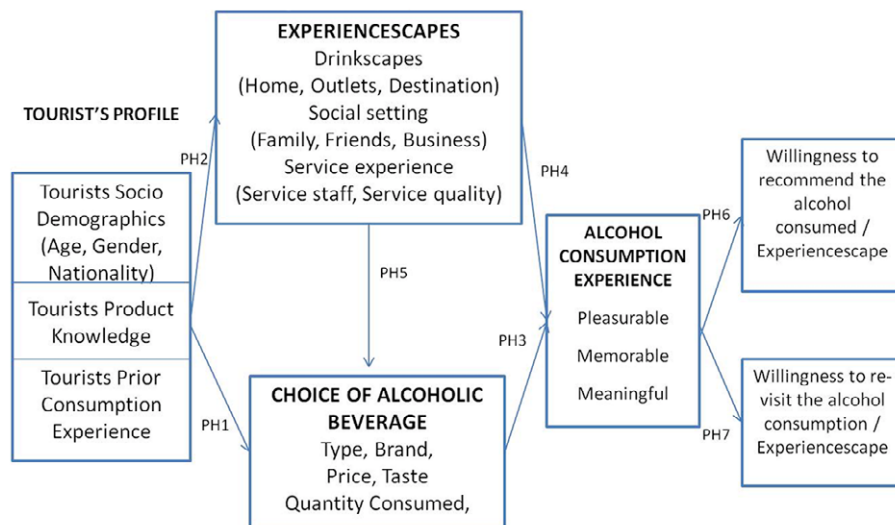 TOURIST'S PROFILE
Tourists Socio
Demographics
(Age, Gender,
Nationality)
Tourists Product
Knowledge
Tourists Prior
Consumption
Experience
PH2
PH1
EXPERIENCESCAPES
Drinkscapes
(Home, Outlets, Destination)
Social setting
(Family, Friends, Business)
Service experience
(Service staff, Service quality)
PH5
CHOICE OF ALCOHOLIC
BEVERAGE
Type, Brand,
Price, Taste
Quantity Consumed,
PH4
PH3
ALCOHOL
CONSUMPTION
EXPERIENCE
Pleasurable
Memorable
Meaningful
PH6
PH7
Willingness to
recommend the
alcohol
consumed /
Experiencescape
Willingness to re-
visit the alcohol
consumption /
Experiencescape